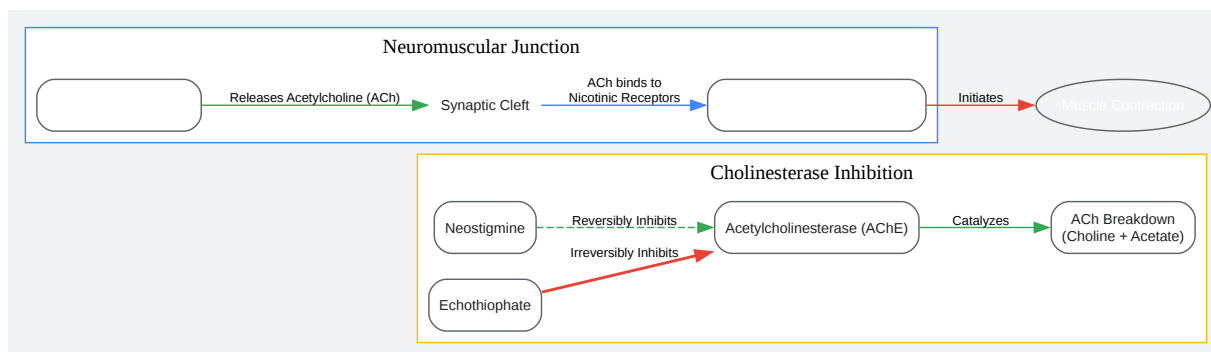 Neuromuscular Junction
Releases Acetylcholine (ACh)
Synaptic Cleft
ACh binds to
Nicotinic Receptors
Initiates
Muscle Contraction
Cholinesterase Inhibition
Neostigmine
Reversibly Inhibits
Acetylcholinesterase (AChE)
Catalyzes
ACh Breakdown
(Choline + Acetate)
Irreversibly Inhibits
Echothiophate